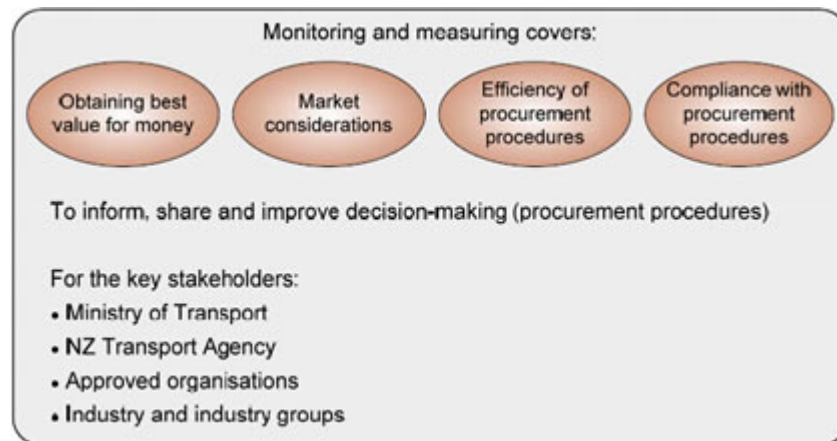 Monitoring and measuring covers:
Obtaining best
value for money
Market
considerations
Efficiency of
procurement
procedures
Compliance with
procurement
procedures
To inform, share and improve decision-making (procurement procedures)
For the key stakeholders:
• Ministry of Transport
• NZ Transport Agency
• Approved organisations
• Industry and industry groups